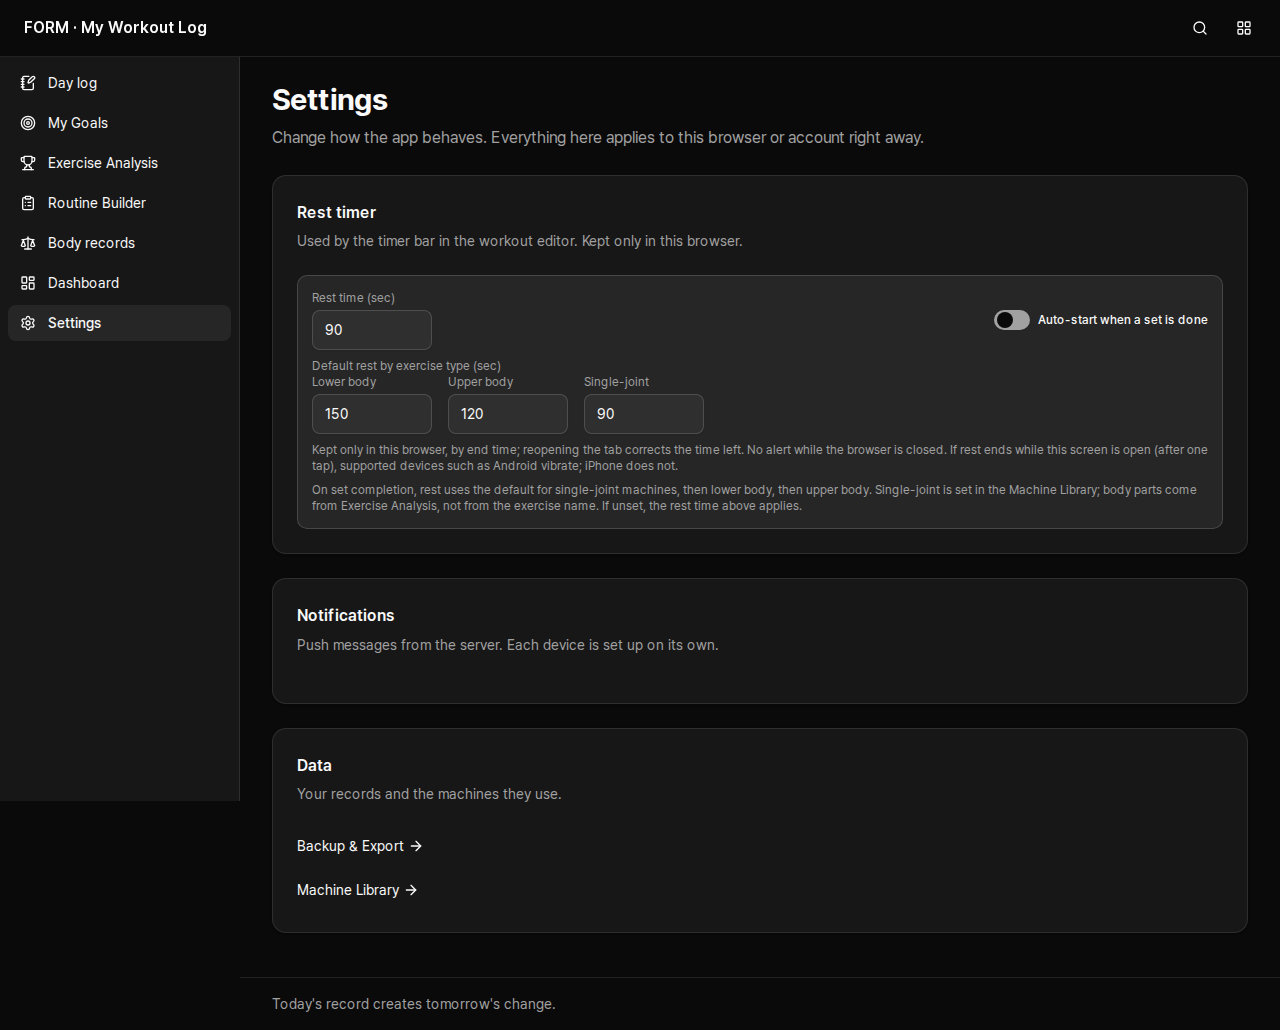 FORM · My Workout Log
Day log
My Goals
Exercise Analysis
Routine Builder
Body records
Dashboard
Settings
Settings
Change how the app behaves. Everything here applies to this browser or account right away.
Rest timer
Used by the timer bar in the workout editor. Kept only in this browser.
Rest time (sec)
90
Auto-start when a set is done
Default rest by exercise type (sec)
Lower body Upper body Single-joint
150 120 90
Kept only in this browser, by end time; reopening the tab corrects the time left. No alert while the browser is closed. If rest ends while this screen is open (after one
tap), supported devices such as Android vibrate; iPhone does not.
On set completion, rest uses the default for single-joint machines, then lower body, then upper body. Single-joint is set in the Machine Library; body parts come
from Exercise Analysis, not from the exercise name. If unset, the rest time above applies.
Notifications
Push messages from the server. Each device is set up on its own.
Data
Your records and the machines they use.
Backup & Export →
Machine Library →
Today's record creates tomorrow's change.